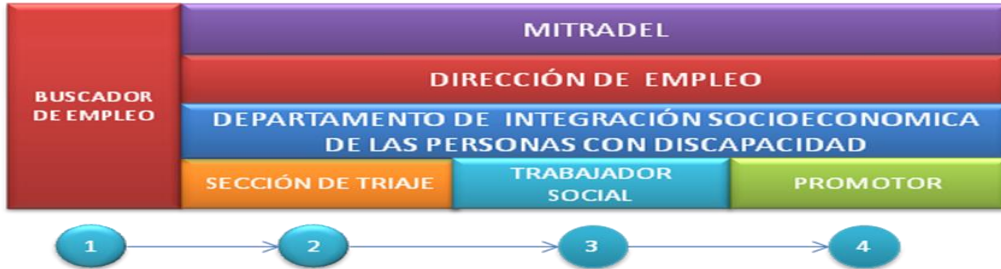 MITRADEL
DIRECCIÓN DE EMPLEO
BUSCADOR
DE EMPLEO
DEPARTAMENTO DE INTEGRACIÓN SOCIOECONOMICA
DE LAS PERSONAS CON DISCAPACIDAD
SECCIÓN DE TRIAJE
TRABAJADOR
SOCIAL
PROMOTOR
1
2
3
4